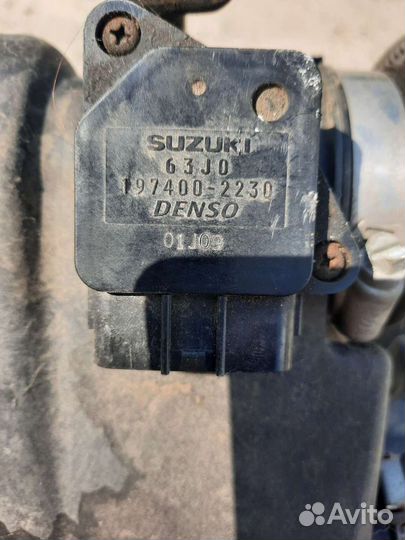 SUZUKI
63J0
197400-2230
DENSO
01J09
Avito